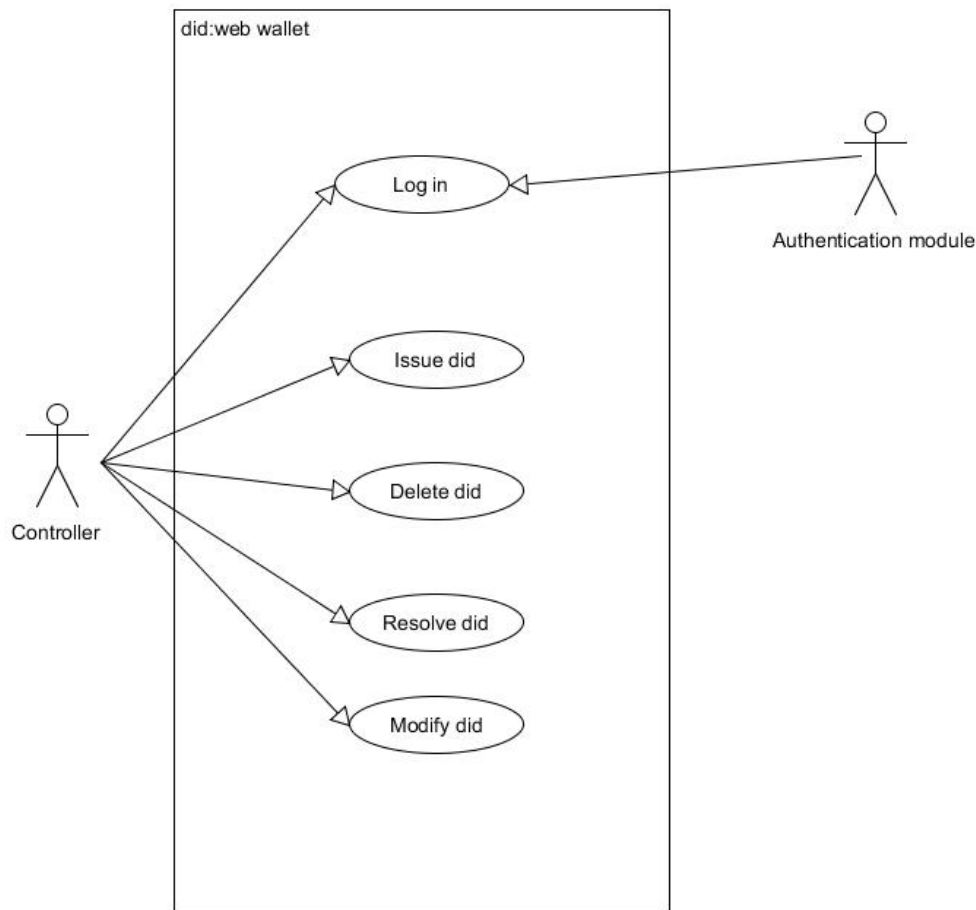 did:web wallet
Log in
Authentication module
Issue did
Delete did
Controller
Resolve did
Modify did